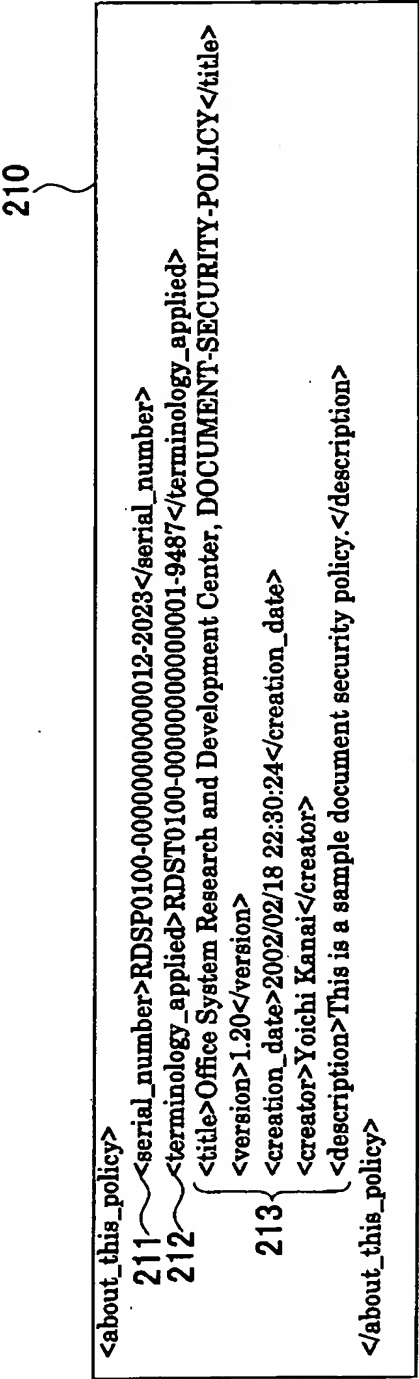 210
<about_this_policy>
211 <serial_number>RDSP0100-0000000000000012-2023</serial_number>
212 <terminology_applied>RDST0100-0000000000000001-9487</terminology_applied>
<title>Office System Research and Development Center, DOCUMENT-SECURITY-POLICY</title>
<version>1.20</version>
213 <creation_date>2002/02/18 22:30:24</creation_date>
<creator>Yoichi Kanai</creator>
<description>This is a sample document security policy.</description>
</about_this_policy>